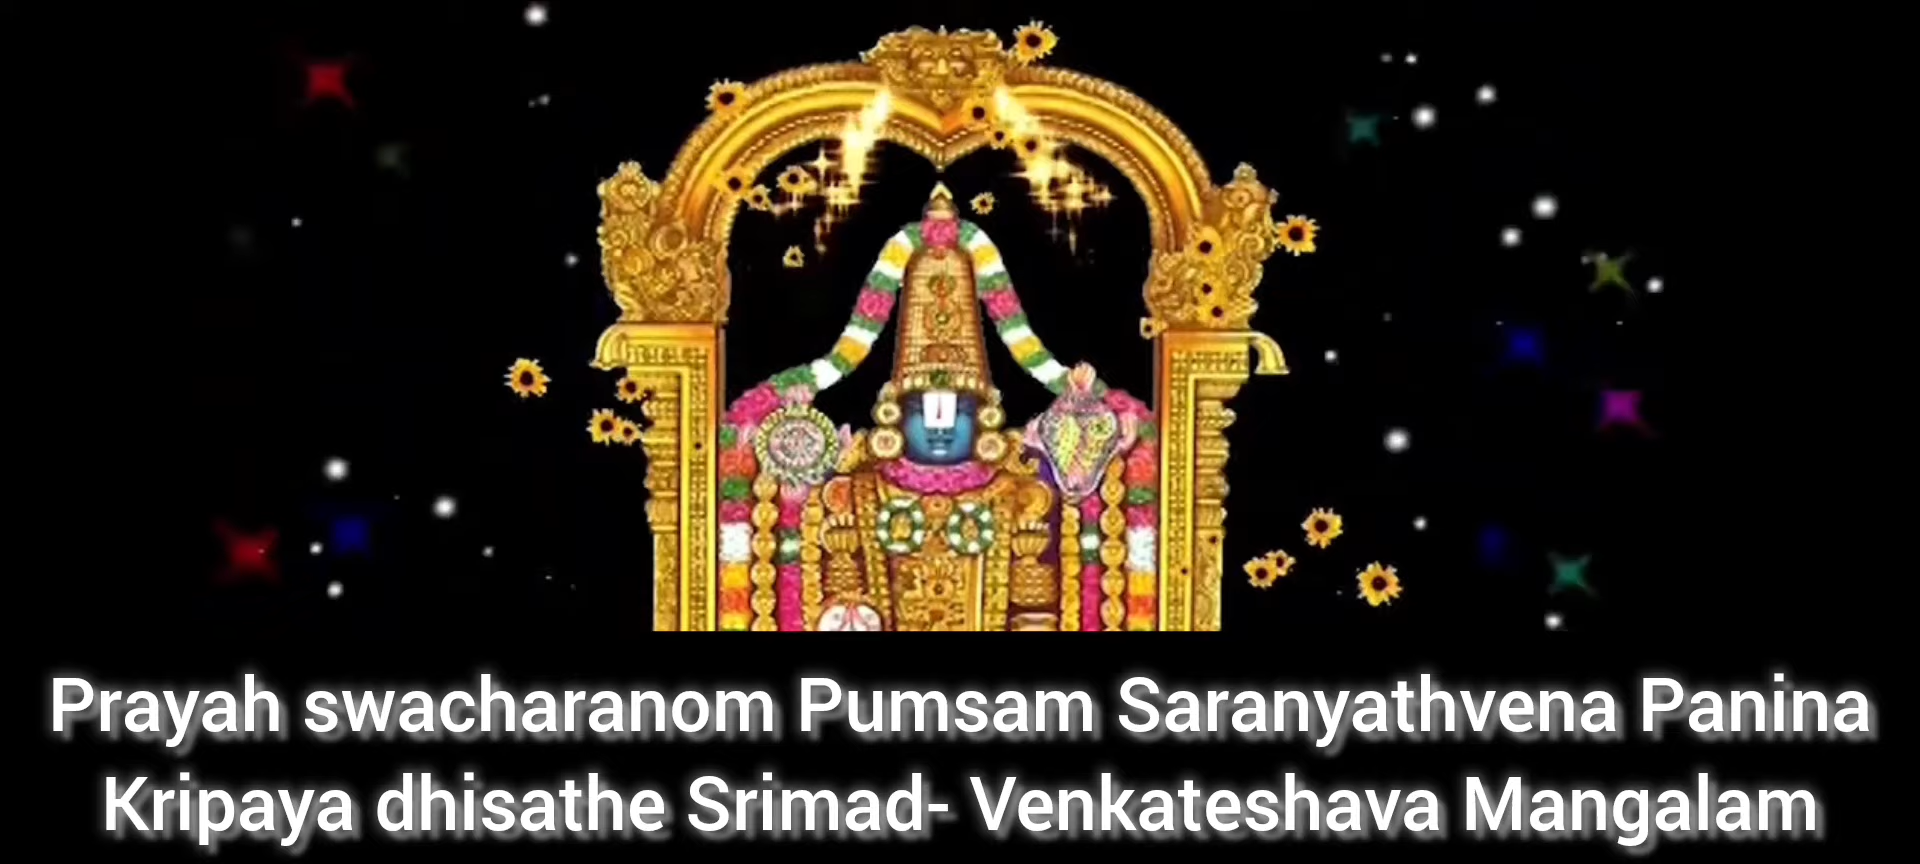 Prayah swacharanom Pumsam Saranyathvena Panina
Kripaya dhisathe Srimad- Venkateshava Mangalam